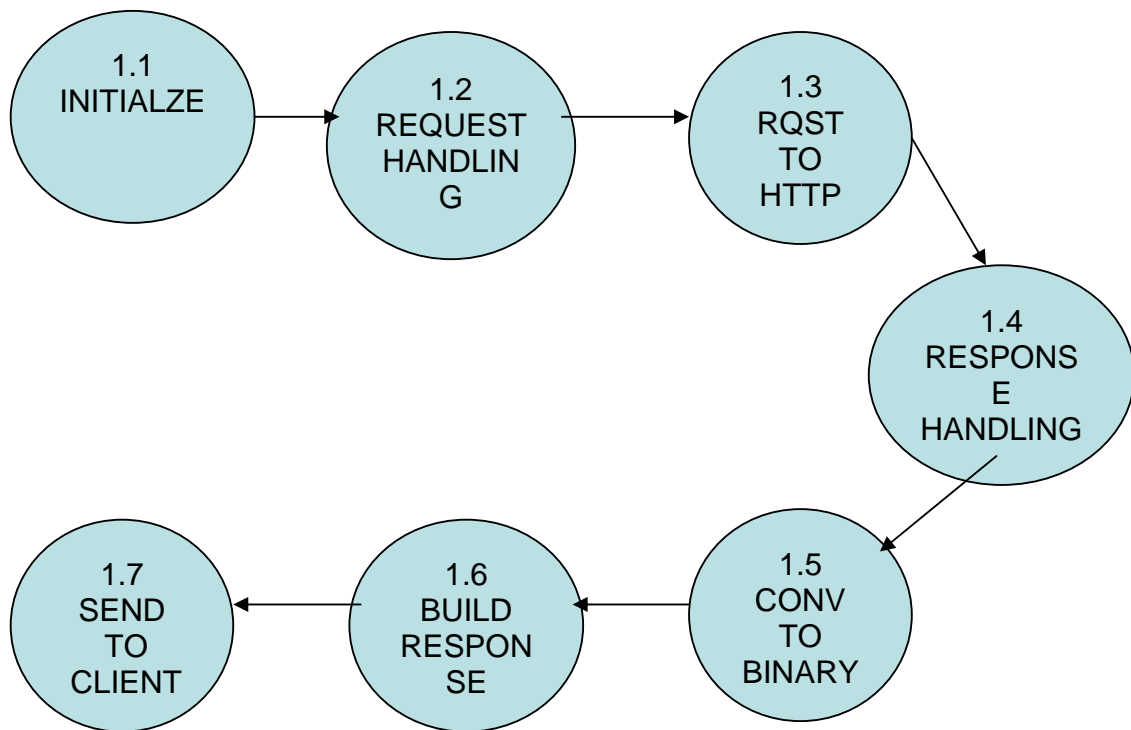 1.1
INITIALZE
1.2
REQUEST
HANDLIN
G
1.3
RQST
TO
HTTP
1.4
RESPONS
E
HANDLING
1.5
CONV
TO
BINARY
1.6
BUILD
RESPON
SE
1.7
SEND
TO
CLIENT